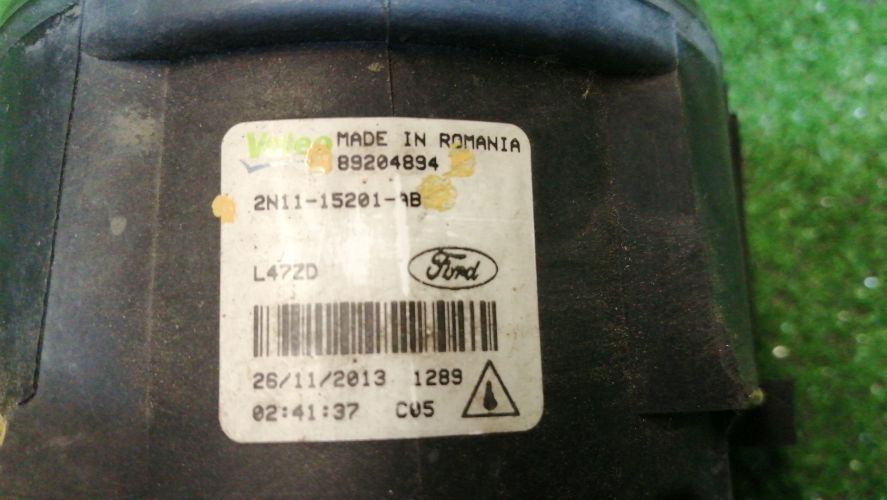 Valeo MADE IN ROMANIA
89204894
2N11-15201-AB
L47ZD
Ford
26/11/2013 1289
02:41:37 C05